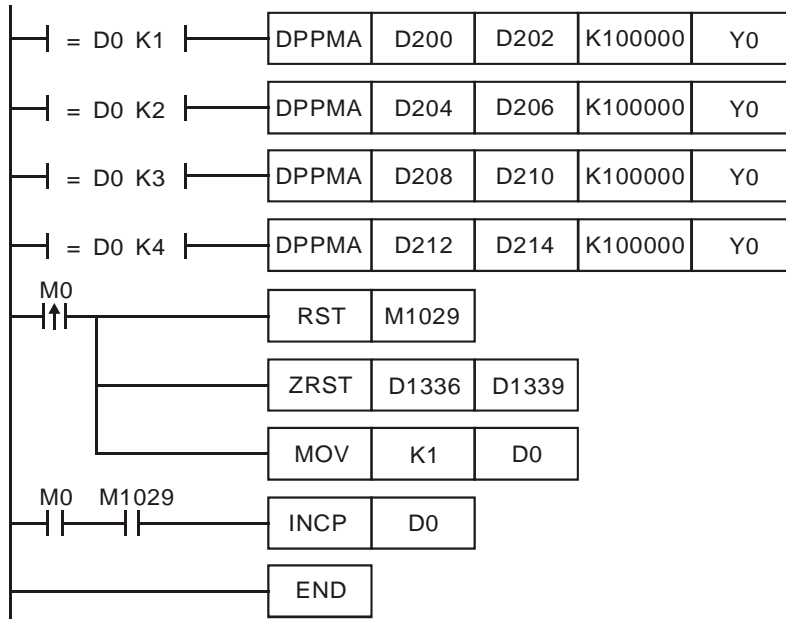 = D0 K1 DPPMA D200 D202 K100000 Y0
= D0 K2 DPPMA D204 D206 K100000 Y0
= D0 K3 DPPMA D208 D210 K100000 Y0
= D0 K4 DPPMA D212 D214 K100000 Y0
M0
RST M1029
ZRST D1336 D1339
MOV K1 D0
M0 M1029
INCP D0
END